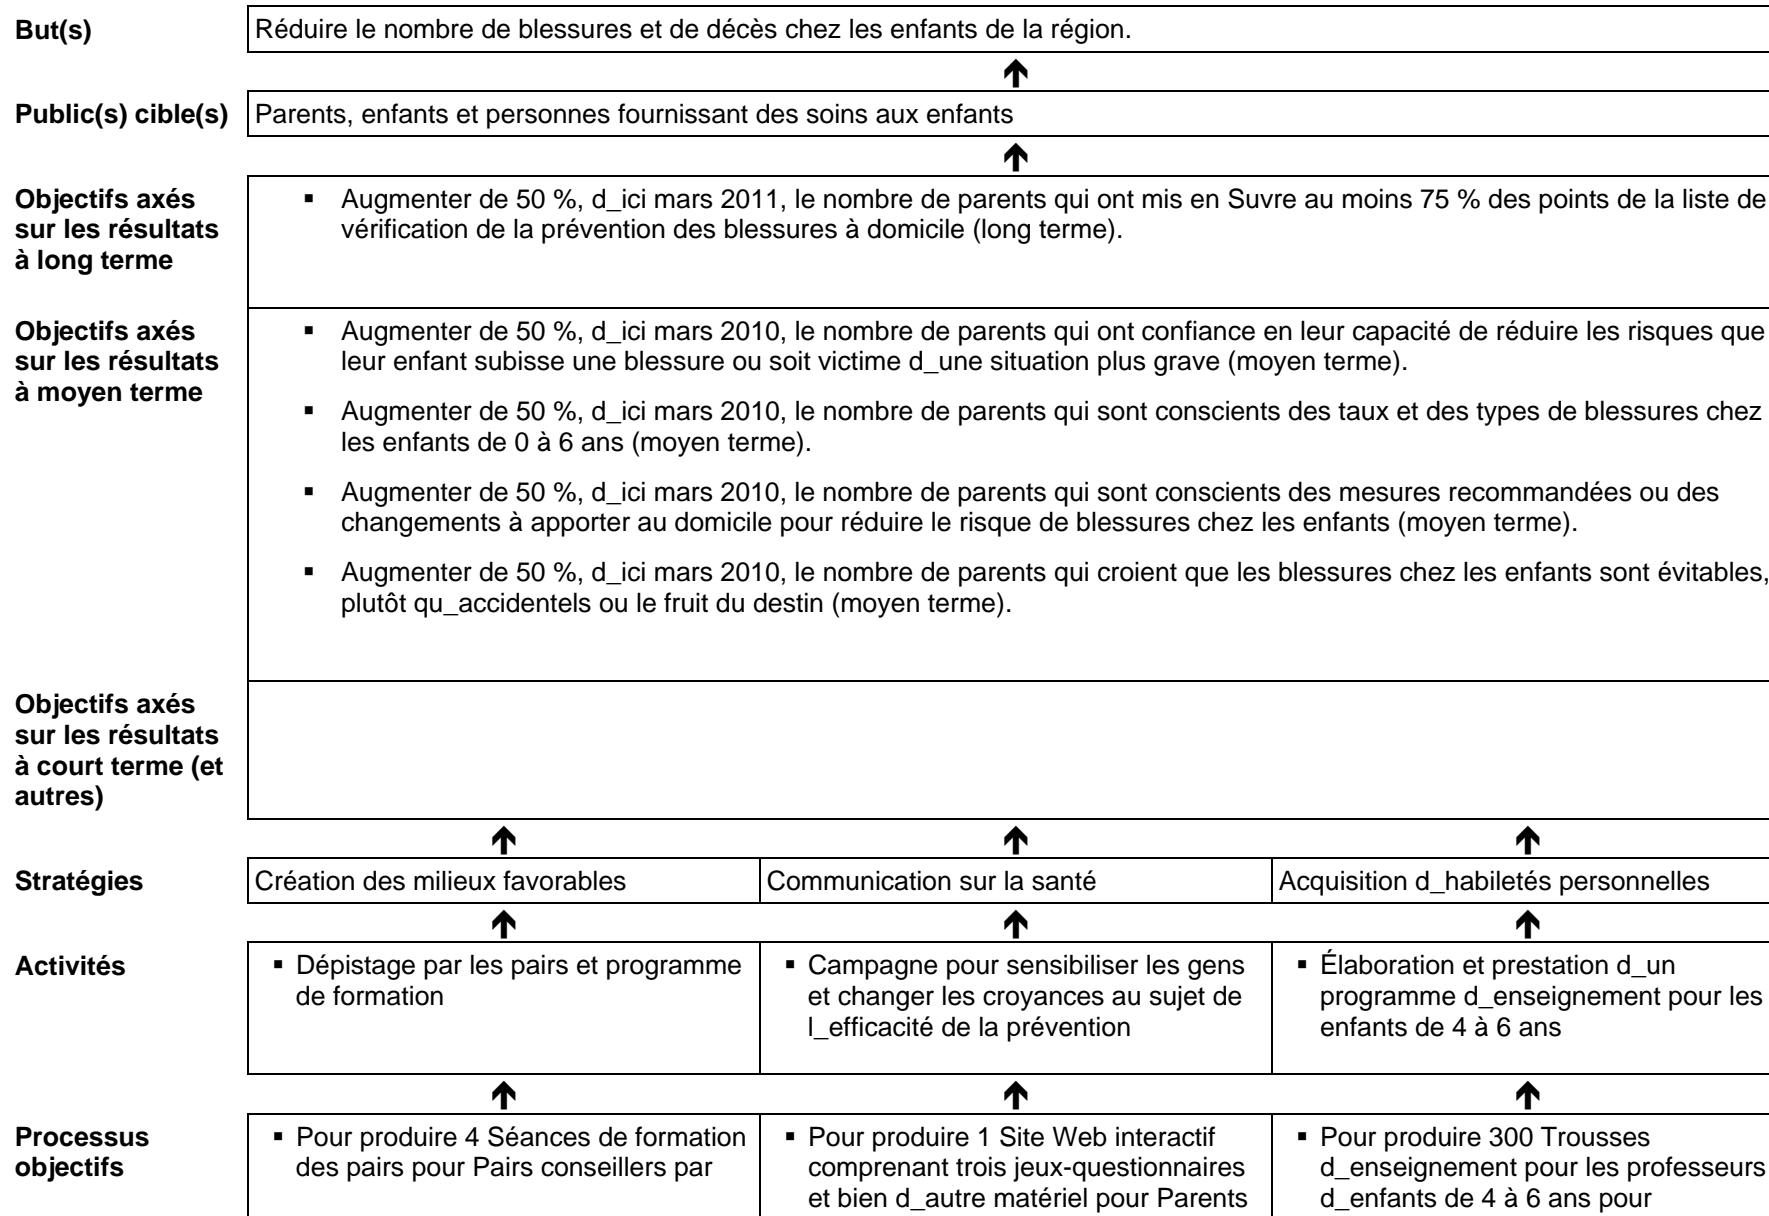 But(s)
Réduire le nombre de blessures et de décès chez les enfants de la région.
Public(s) cible(s)
Parents, enfants et personnes fournissant des soins aux enfants
Objectifs axés
sur les résultats
à long terme
▪ Augmenter de 50 %, d_ici mars 2011, le nombre de parents qui ont mis en Suvre au moins 75 % des points de la liste de
vérification de la prévention des blessures à domicile (long terme).
Objectifs axés
sur les résultats
à moyen terme
▪ Augmenter de 50 %, d_ici mars 2010, le nombre de parents qui ont confiance en leur capacité de réduire les risques que
leur enfant subisse une blessure ou soit victime d_une situation plus grave (moyen terme).
▪ Augmenter de 50 %, d_ici mars 2010, le nombre de parents qui sont conscients des taux et des types de blessures chez
les enfants de 0 à 6 ans (moyen terme).
▪ Augmenter de 50 %, d_ici mars 2010, le nombre de parents qui sont conscients des mesures recommandées ou des
changements à apporter au domicile pour réduire le risque de blessures chez les enfants (moyen terme).
▪ Augmenter de 50 %, d_ici mars 2010, le nombre de parents qui croient que les blessures chez les enfants sont évitables,
plutôt qu_accidentels ou le fruit du destin (moyen terme).
Objectifs axés
sur les résultats
à court terme (et
autres)
Stratégies
Création des milieux favorables
Communication sur la santé
Acquisition d_habiletés personnelles
Activités
▪ Dépistage par les pairs et programme
de formation
▪ Campagne pour sensibiliser les gens
et changer les croyances au sujet de
l_efficacité de la prévention
▪ Élaboration et prestation d_un
programme d_enseignement pour les
enfants de 4 à 6 ans
Processus
objectifs
▪ Pour produire 4 Séances de formation
des pairs pour Pairs conseillers par
▪ Pour produire 1 Site Web interactif
comprenant trois jeux-questionnaires
et bien d_autre matériel pour Parents
▪ Pour produire 300 Trousses
d_enseignement pour les professeurs
d_enfants de 4 à 6 ans pour